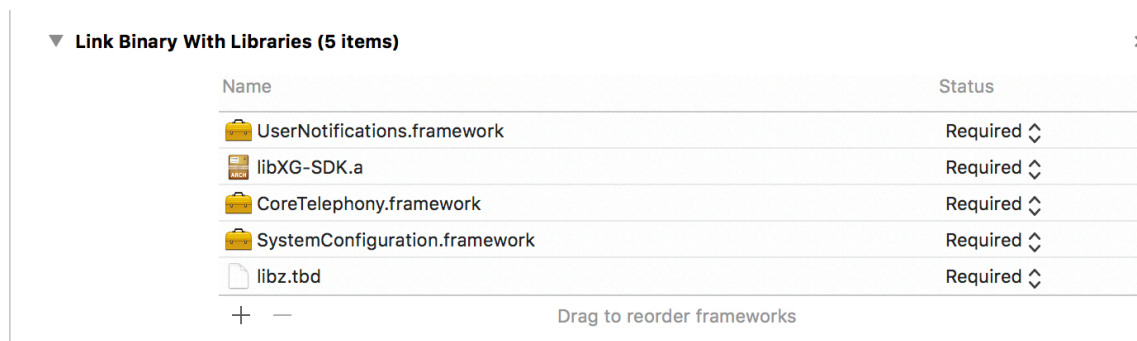 Link Binary With Libraries (5 items)
Name Status
UserNotifications.framework Required
ARCH libXG-SDK.a Required
CoreTelephony.framework Required
SystemConfiguration.framework Required
libz.tbd Required
Drag to reorder frameworks